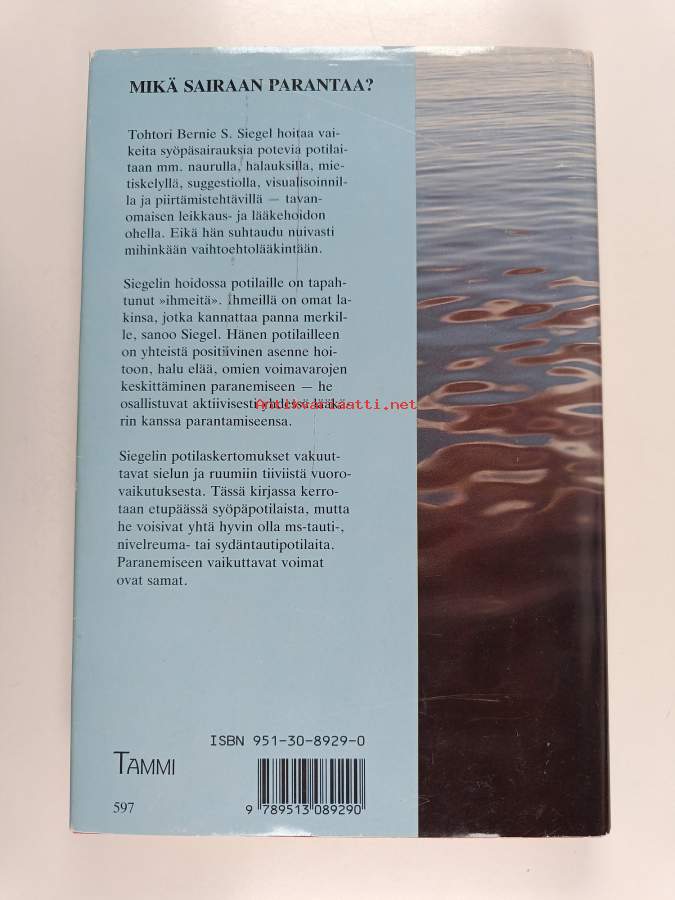 MIKÄ SAIRAAN PARANTAA?
Tohtori Bernie S. Siegel hoitaa vai-
keita syöpäsairauksia potevia potilai-
taan mm. naurulla, halauksilla, mie-
tiskelyllä, suggestiolla, visualisoinnil-
la ja piirtämistehtävillä — tavan-
omaisen leikkaus- ja lääkehoidon
ohella. Eikä hän suhtaudu nuivasti
mihinkään vaihtoehtolääkintään.
Siegelin hoidossa potilaille on tapah-
tunut »ihmeitä». Ihmeillä on omat la-
kinsa, jotka kannattaa panna merkil-
le, sanoo Siegel. Hänen potilailleen
on yhteistä positiivinen asenne hoi-
toon, halu elää, omien voimavarojen
keskittäminen paranemiseen — he
osallistuvat aktiivisesti yhdessä lääkä-
rin kanssa parantamiseensa.
Antikvariaatti.net
Siegelin potilaskertomukset vakuut-
tavat sielun ja ruumiin tiiviistä vuoro-
vaikutuksesta. Tässä kirjassa kerro-
taan etupäässä syöpäpotilaista, mutta
he voisivat yhtä hyvin olla ms-tauti-,
nivelreuma- tai sydäntautipotilaita.
Paranemiseen vaikuttavat voimat
ovat samat.
ISBN 951-30-8929-0
TAMMI
9 789513 089290
597